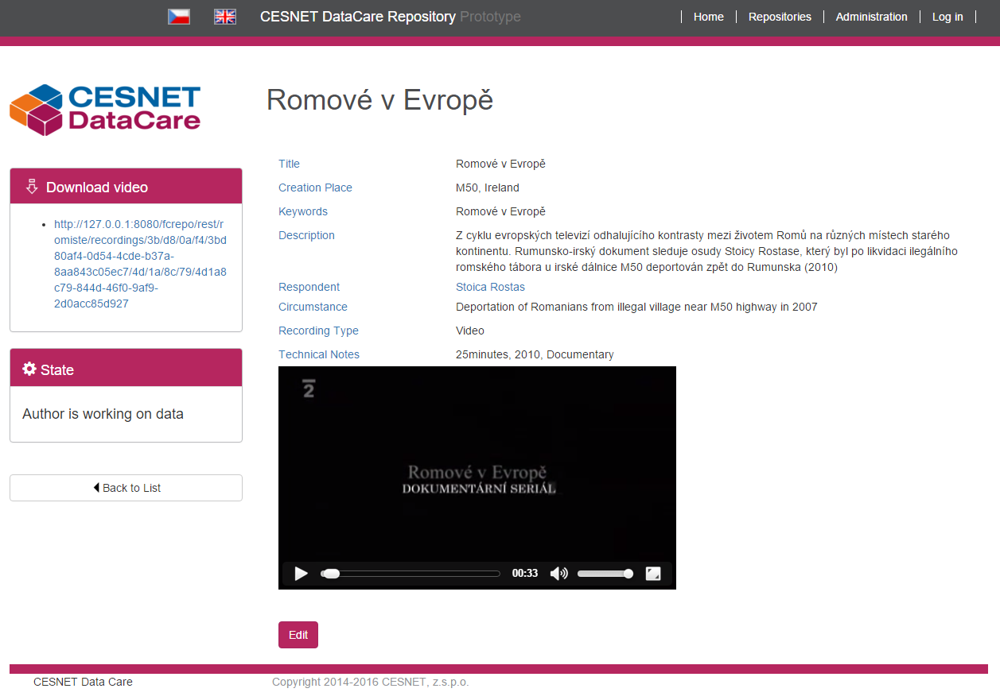 CESNET DataCare Repository Prototype
Home
Repositories
Administration
Log in
CESNET
DataCare
Romové v Evropě
Download video
http://127.0.0.1:8080/fcrepo/rest/r
omiste/recordings/3b/d8/0a/f4/3bd
80af4-0d54-4cde-b37a-
8aa843c05ec7/4d/1a/8c/79/4d1a8
c79-844d-46f0-9af9-
2d0acc85d927
State
Author is working on data
Back to List
Title Romové v Evropě
Creation Place M50, Ireland
Keywords Romové v Evropě
Description Z cyklu evropských televizí odhalujícího kontrasty mezi životem Romů na různých místech starého
kontinentu. Rumunsko-irský dokument sleduje osudy Stoicy Rostase, který byl po likvidaci ilegálního
romského tábora u irské dálnice M50 deportován zpět do Rumunska (2010)
Respondent Stoica Rostas
Circumstance Deportation of Romanians from illegal village near M50 highway in 2007
Recording Type Video
Technical Notes 25minutes, 2010, Documentary
2
Romové v Evropě
DOKUMENTÁRNÍ SERIÁL
00:33
Edit
CESNET Data Care
Copyright 2014-2016 CESNET, z.s.p.o.